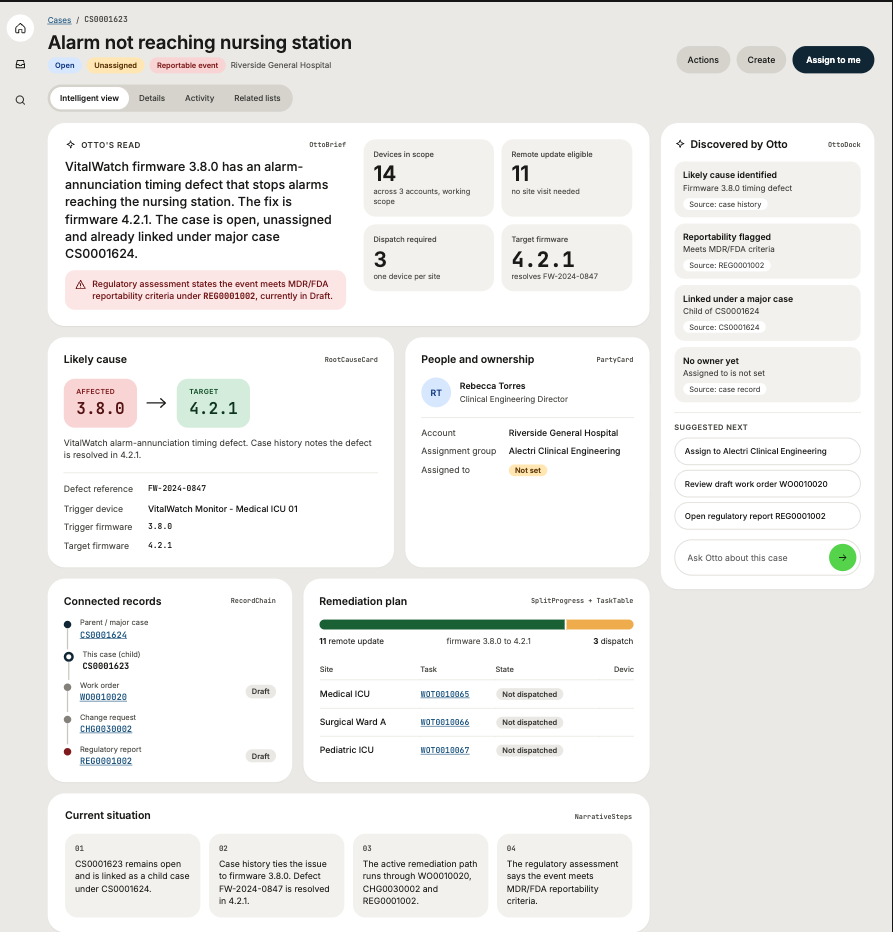 Cases / CS0001623
Alarm not reaching nursing station
Open Unassigned Reportable event Riverside General Hospital
Actions Create Assign to me
Intelligent view Details Activity Related lists
OTTO'S READ OttoBrief
VitalWatch firmware 3.8.0 has an alarm-
annunciation timing defect that stops alarms
reaching the nursing station. The fix is
firmware 4.2.1. The case is open, unassigned
and already linked under major case
CS0001624.
Regulatory assessment states the event meets MDR/FDA
reportability criteria under REG0001002, currently in Draft.
Devices in scope
14
across 3 accounts, working
scope
Remote update eligible
11
no site visit needed
Dispatch required
3
one device per site
Target firmware
4.2.1
resolves FW-2024-0847
Discovered by Otto OttoDock
Likely cause identified
Firmware 3.8.0 timing defect
Source: case history
Reportability flagged
Meets MDR/FDA criteria
Source: REG0001002
Linked under a major case
Child of CS0001624
Source: CS0001624
No owner yet
Assigned to is not set
Source: case record
SUGGESTED NEXT
Assign to Alectri Clinical Engineering
Review draft work order WO0010020
Open regulatory report REG0001002
Ask Otto about this case
Likely cause RootCauseCard
AFFECTED
3.8.0
TARGET
4.2.1
VitalWatch alarm-annunciation timing defect. Case history notes the defect
is resolved in 4.2.1.
Defect reference FW-2024-0847
Trigger device VitalWatch Monitor - Medical ICU 01
Trigger firmware 3.8.0
Target firmware 4.2.1
People and ownership PartyCard
RT
Rebecca Torres
Clinical Engineering Director
Account Riverside General Hospital
Assignment group Alectri Clinical Engineering
Assigned to Not set
Connected records RecordChain
Parent / major case
CS0001624
This case (child)
CS0001623
Work order
WO0010020 Draft
Change request
CHG0030002
Regulatory report
REG0001002 Draft
Remediation plan SplitProgress + TaskTable
11 remote update firmware 3.8.0 to 4.2.1 3 dispatch
Site Task State Devic
Medical ICU WOT0010065 Not dispatched
Surgical Ward A WOT0010066 Not dispatched
Pediatric ICU WOT0010067 Not dispatched
Current situation NarrativeSteps
01
CS0001623 remains open
and is linked as a child case
under CS0001624.
02
Case history ties the issue
to firmware 3.8.0. Defect
FW-2024-0847 is resolved
in 4.2.1.
03
The active remediation path
runs through WO0010020,
CHG0030002 and
REG0001002.
04
The regulatory assessment
says the event meets
MDR/FDA reportability
criteria.